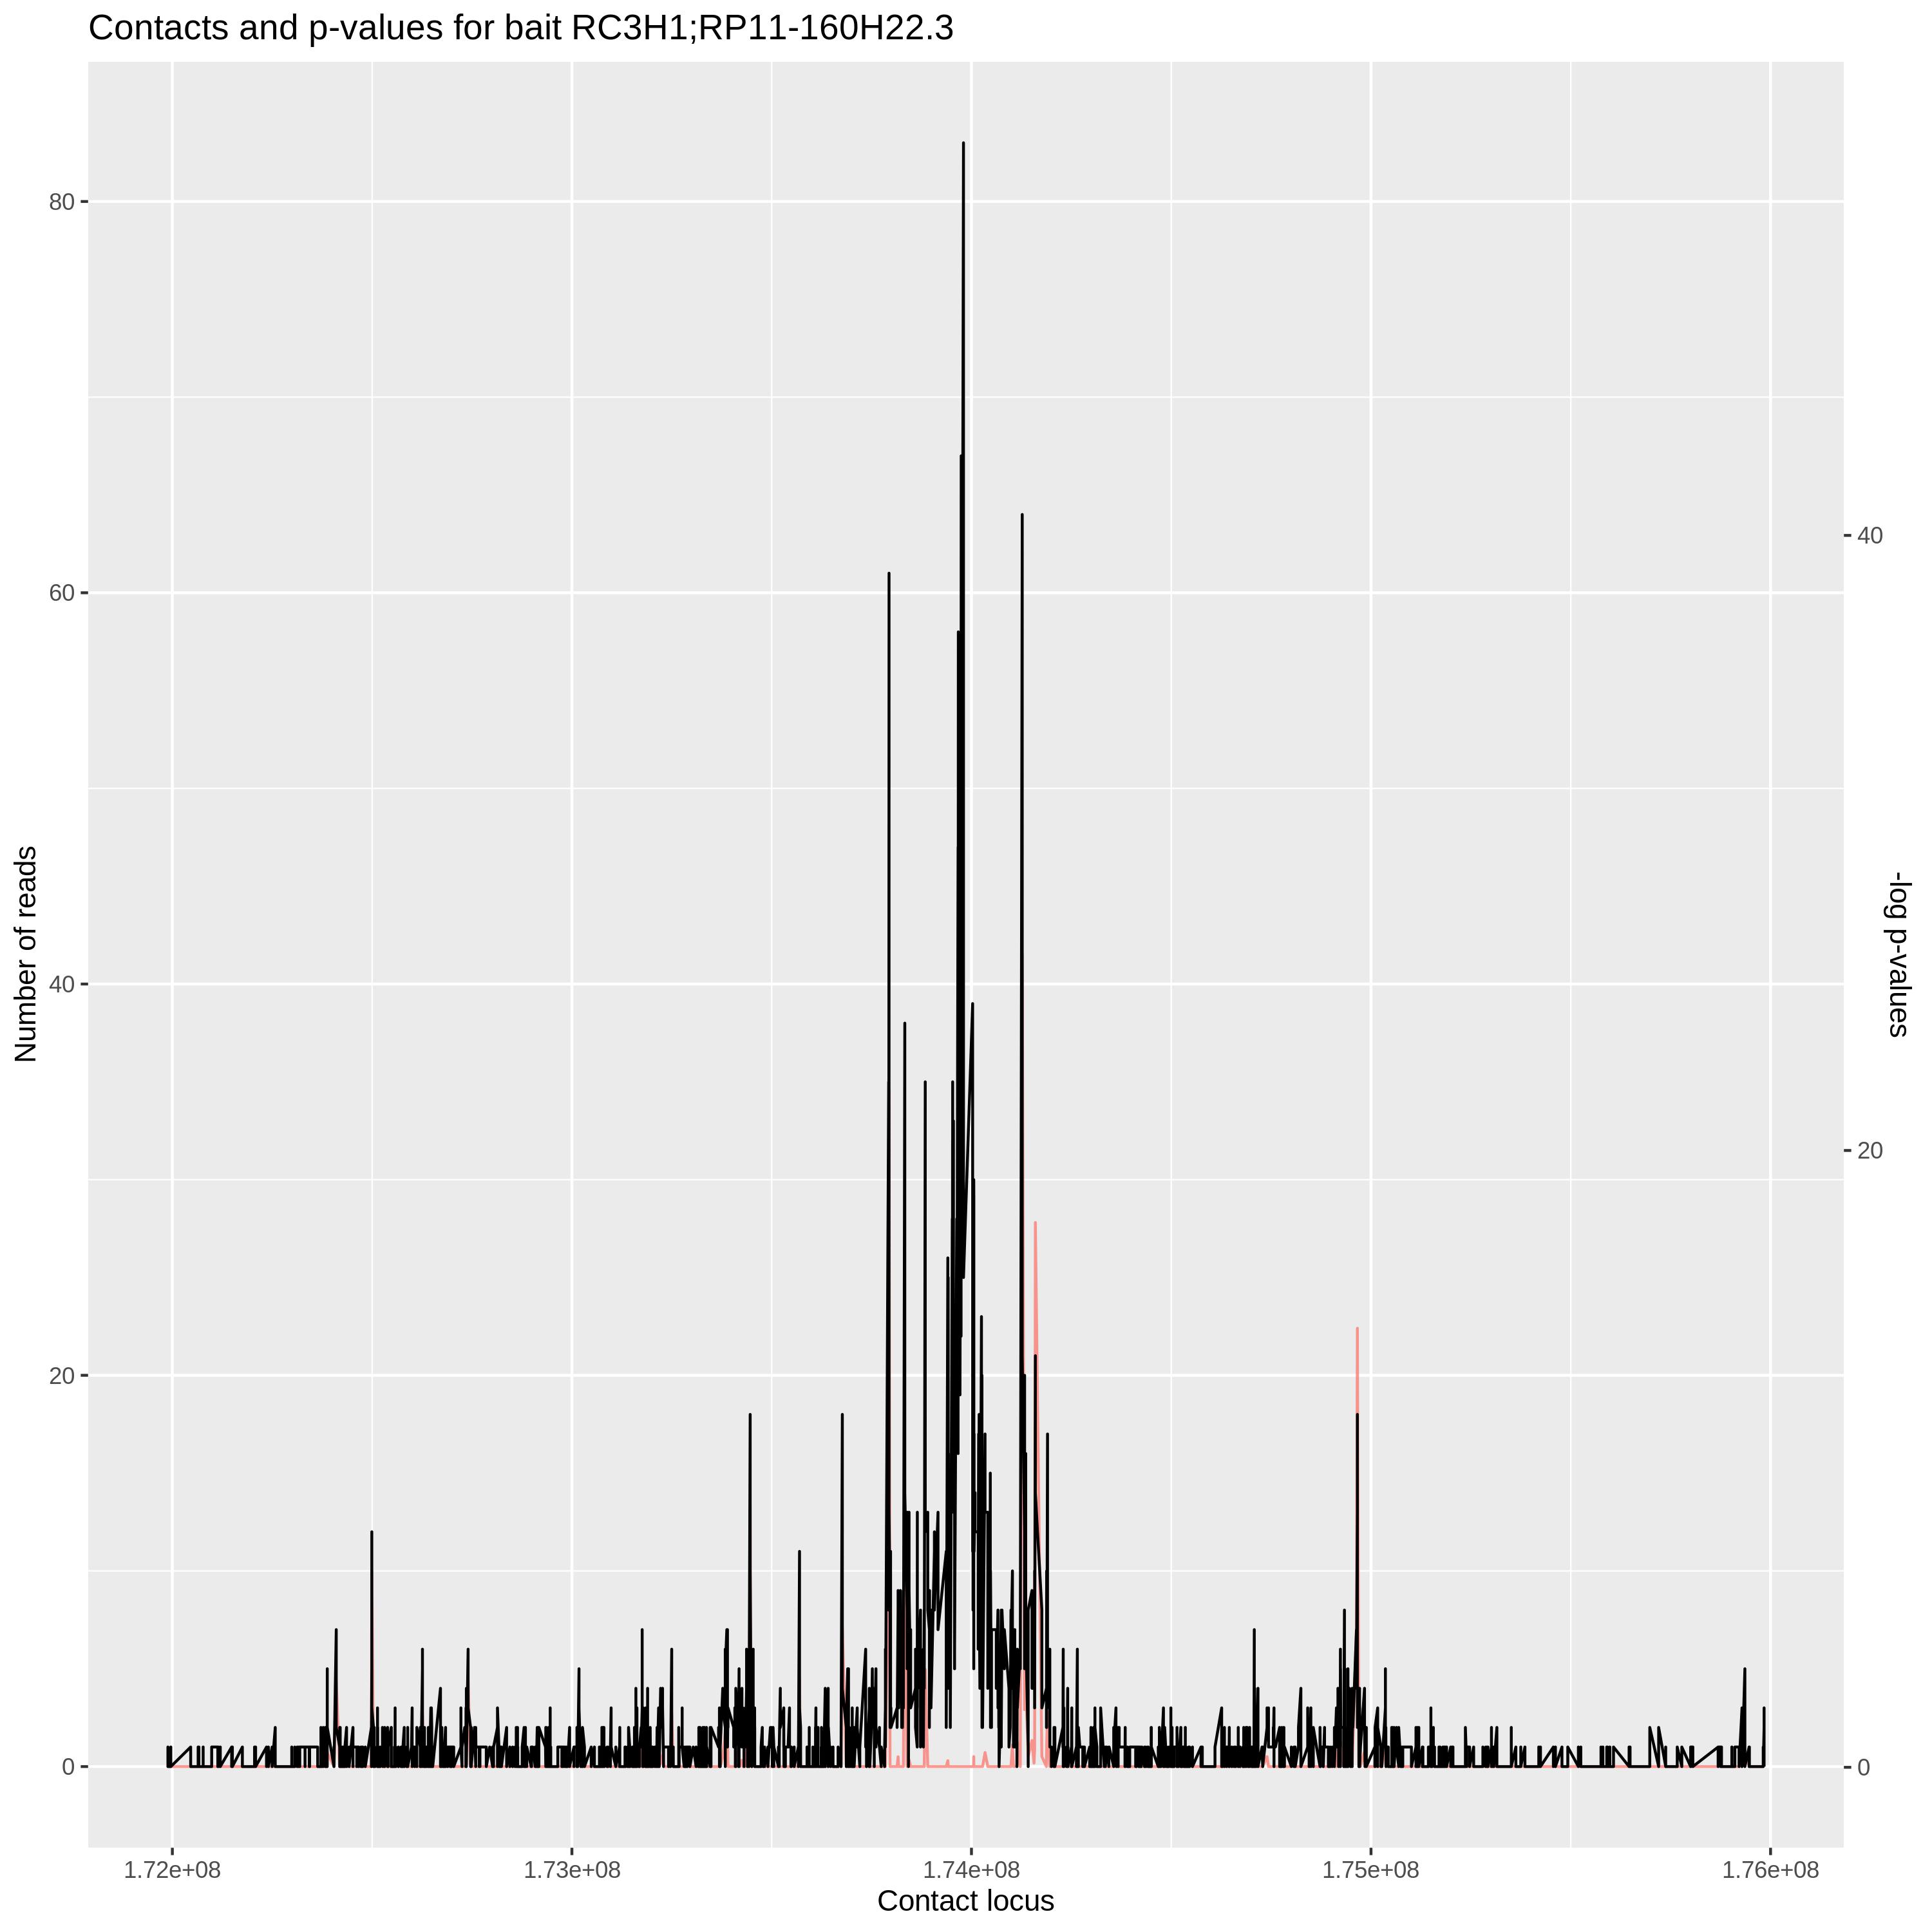 Contacts and p-values for bait RC3H1;RP11-160H22.3
80
60
40
20
0
Number of reads
40
20
0
-log p-values
1.72e+08
1.73e+08
1.74e+08
1.75e+08
1.76e+08
Contact locus